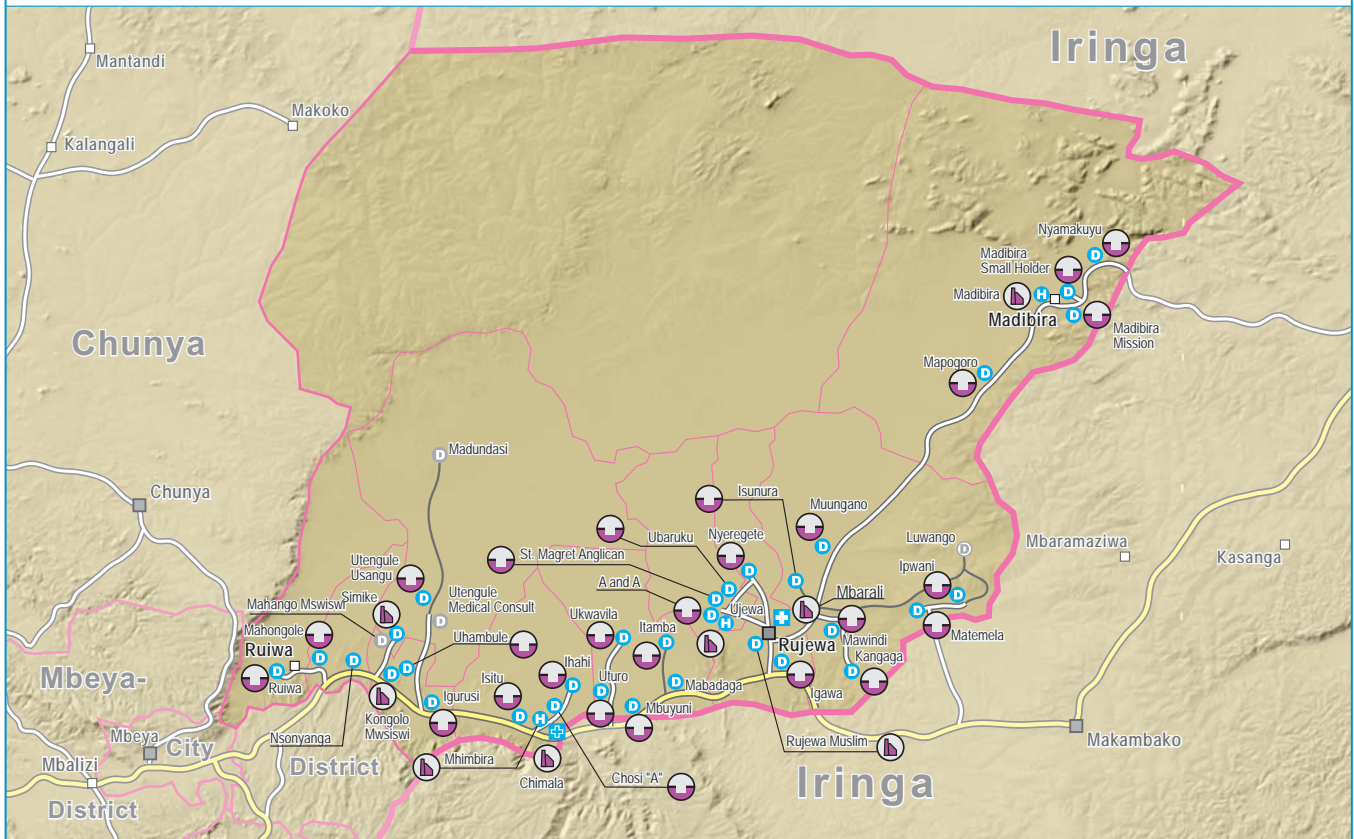 Iringa
Mantandi
Makoko
Kalangali
Nyamakuyu
D
Madibira
Small Holder
Madibira
H
D
Madibira
D
Madibira
Mission
Chunya
Mapogoro
D
D
Madundasi
Chunya
Isunura
Muungano
D
Luwango
D
Mbaramaziwa
Kasanga
Ubaruku
Nyeregete
D
St. Magret Anglican
A and A
D
D
D
H
Ujewa
D
Mbarali
Ipwani
D
D
Matemela
Utengule
Usangu
D
Utengule
Medical Consult
D
Mahango Mswiswi
Simike
D
D
Mahongole
D
Ruiwa
D
Ruiwa
D
D
D
Uhambule
Ukwavila
D
Itamba
D
Rujewa
D
D
Mawindi
D
Kangaga
D
Igawa
Ihahi
D
Isitu
D
H
D
Uturo
D
Mabadaga
D
Mbuyuni
D
Igurusi
D
Kongolo
Mwsiswi
Nsonyanga
Mbeya-
City
District
Mbeya
Mbalizi
District
Mhimbira
Chimala
Chosi "A"
Rujewa Muslim
Makambako
Iringa